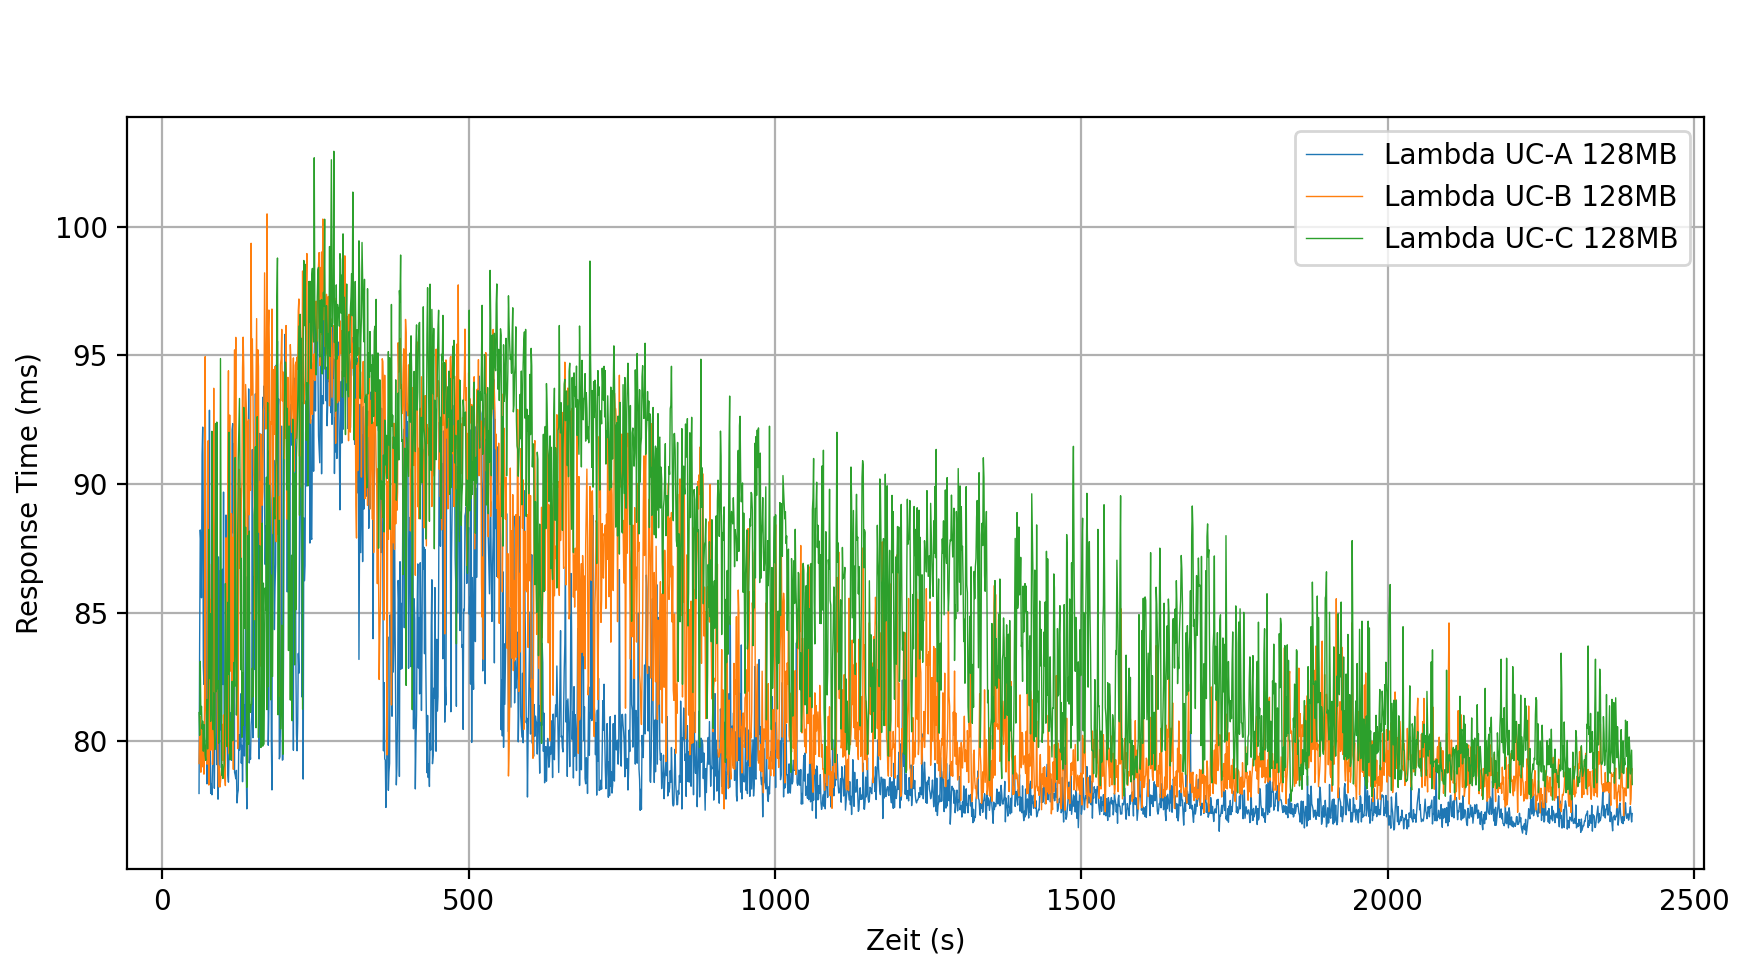 Lambda UC-A 128MB
Lambda UC-B 128MB
Lambda UC-C 128MB
Response Time (ms)
100
95
90
85
80
0 500 1000 1500 2000 2500
Zeit (s)